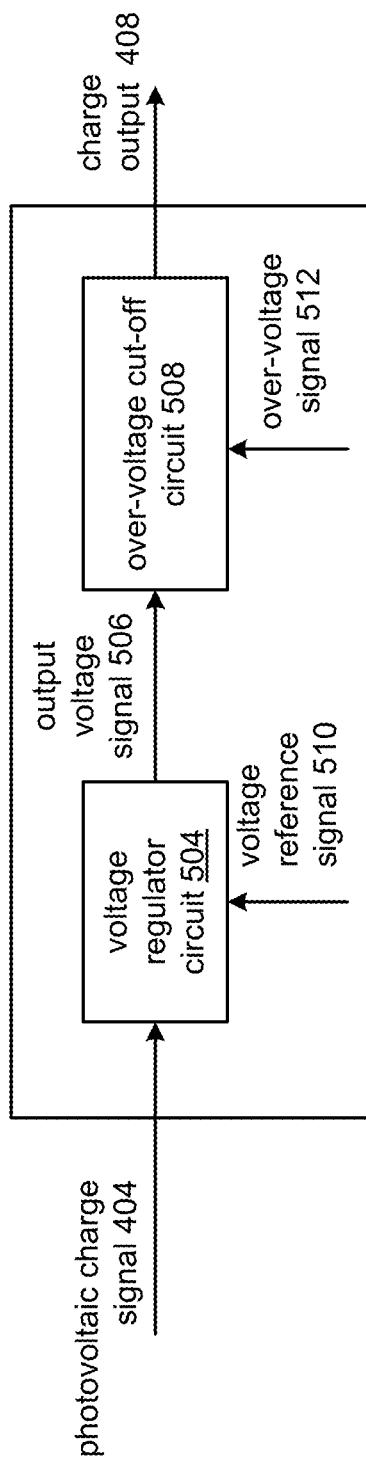 photovoltaic charge
signal 404
voltage
regulator
circuit 504
voltage
reference
signal 510
output
voltage
signal 506
over-voltage cut-off
circuit 508
over-voltage
signal 512
charge
output 408